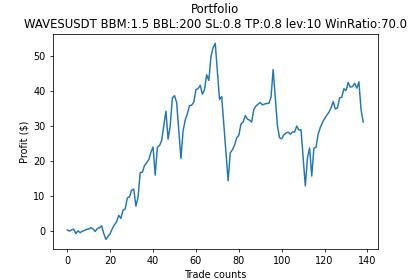 Portfolio
WAVESUSDT BBM:1.5 BBL:200 SL:0.8 TP:0.8 lev:10 WinRatio:70.0
50
40
30
20
10
0
Profit ($)
0 20 40 60 80 100 120 140
Trade counts